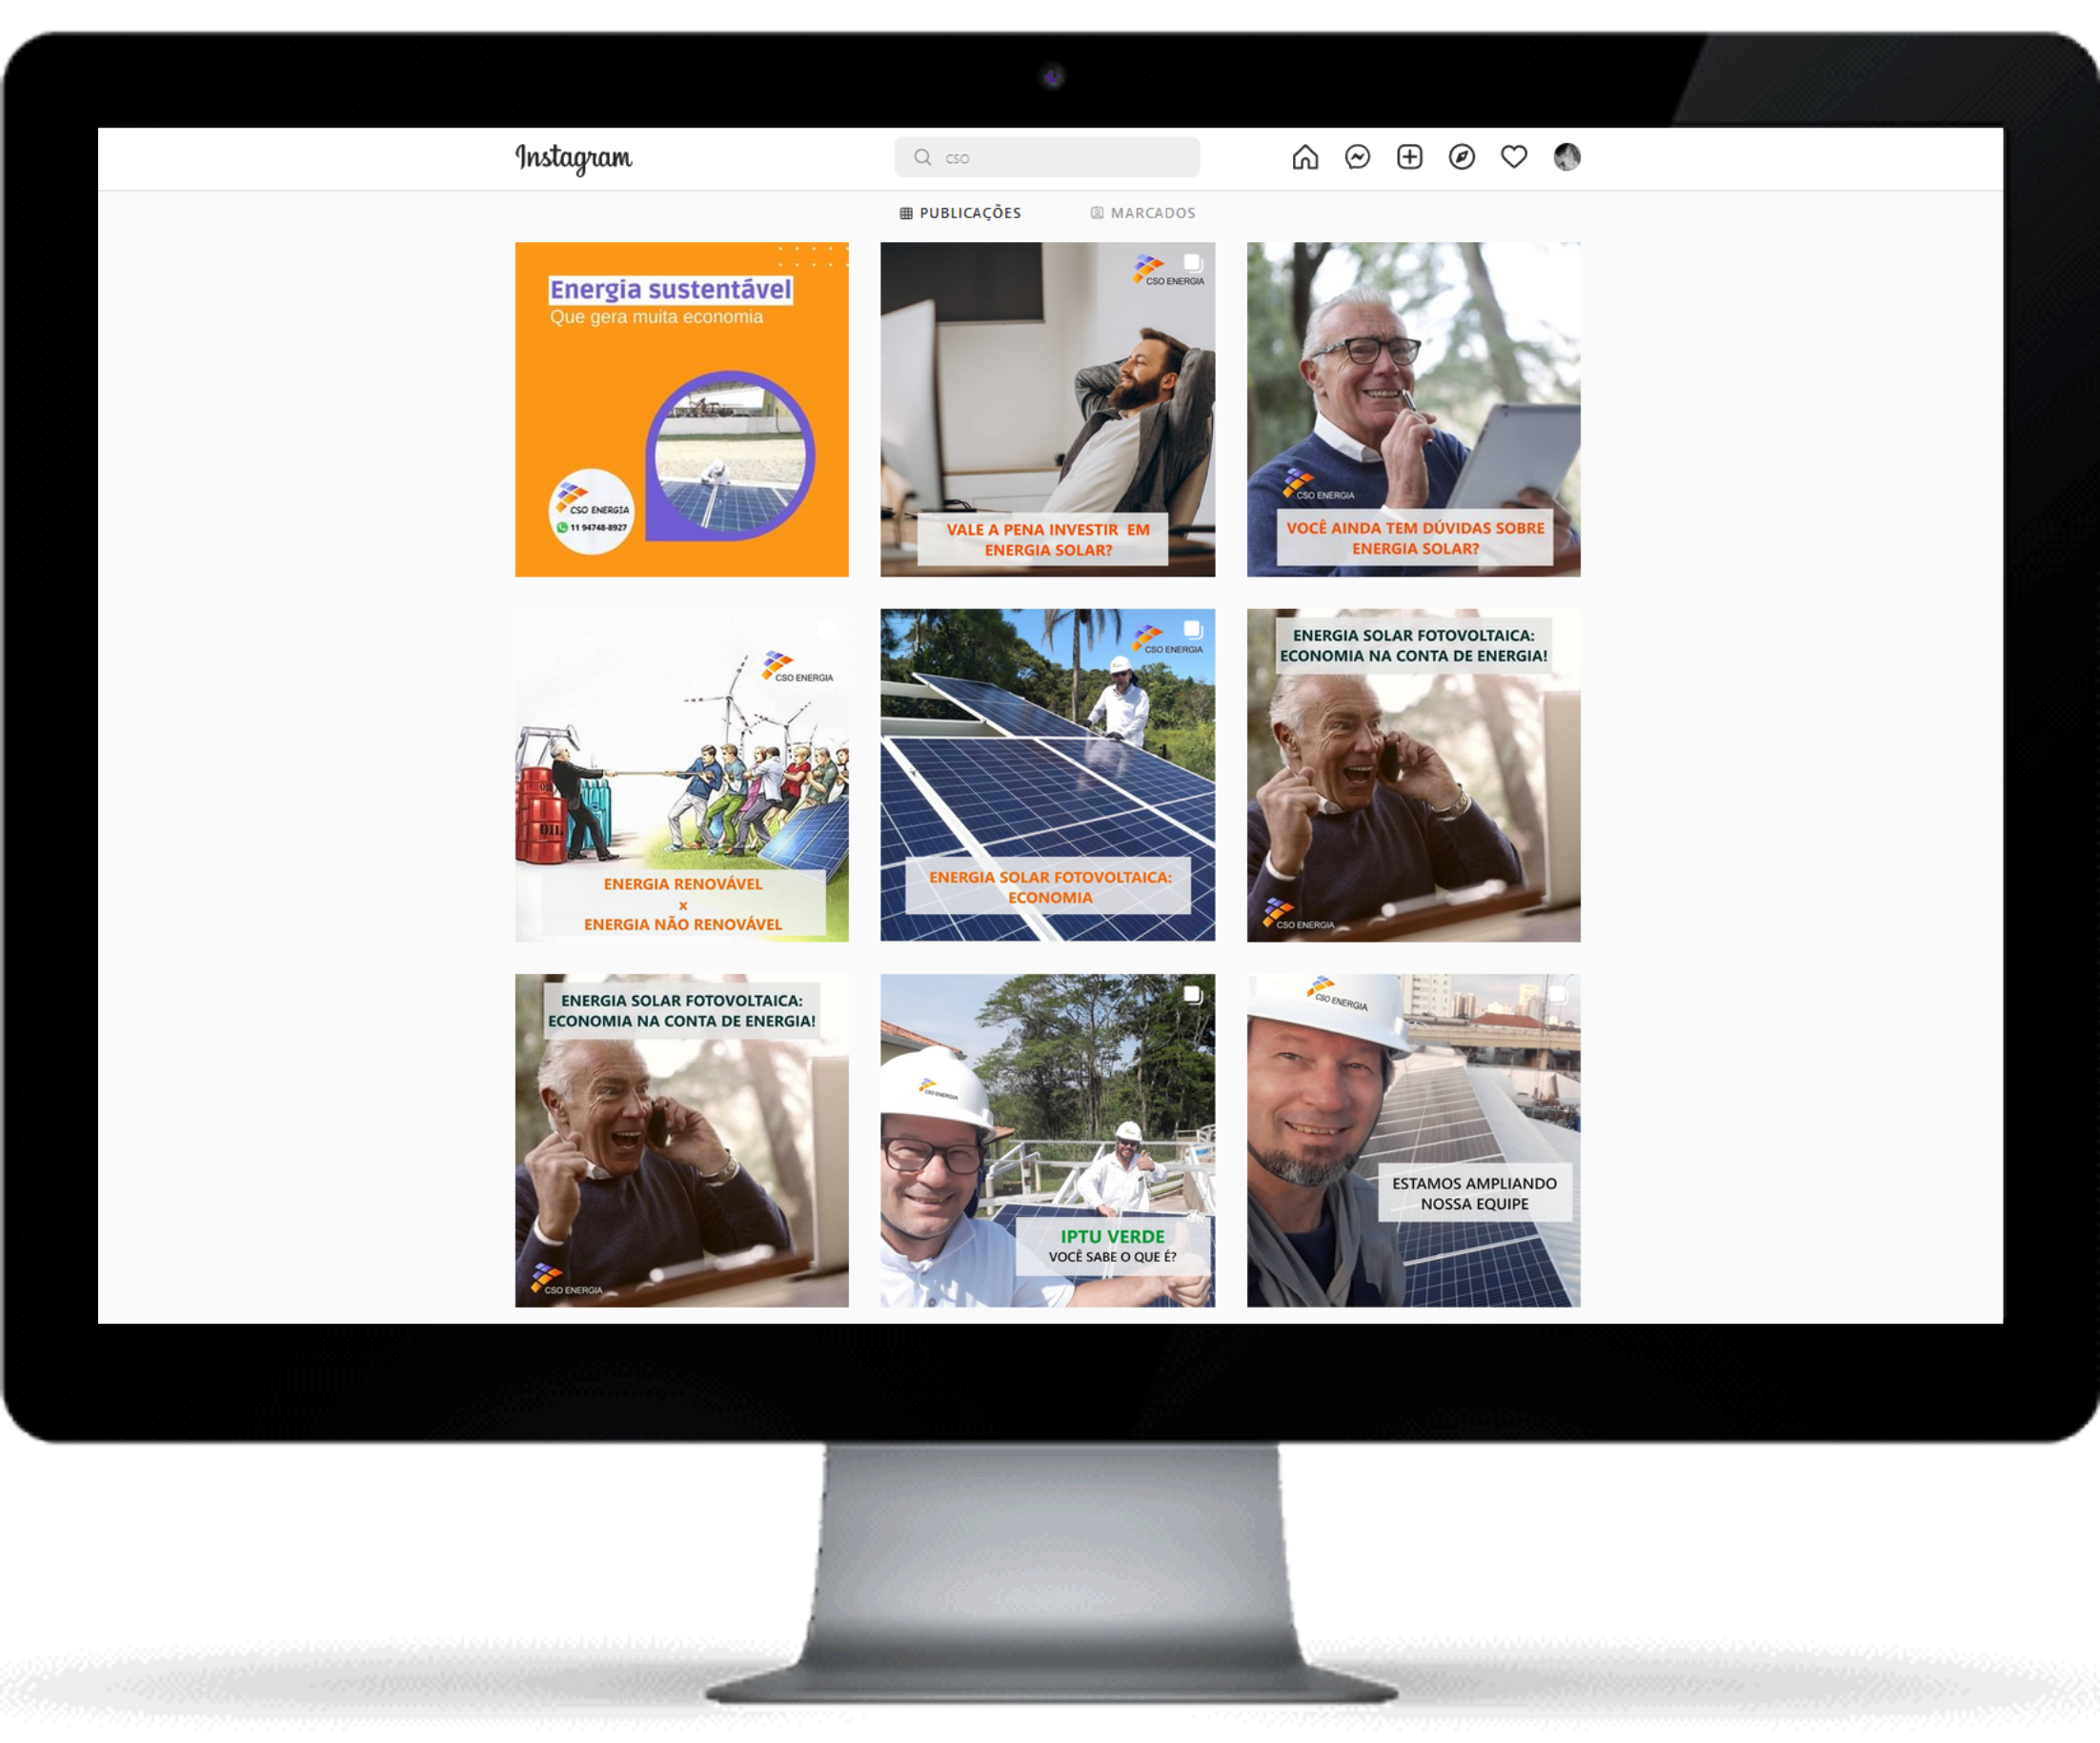 Instagram
cso
PUBLICAÇÕES
MARCADOS
Energia sustentável
Que gera muita economia
CSO ENERGIA
11 94748-8927
CSO ENERGIA
VALE A PENA INVESTIR EM
ENERGIA SOLAR?
CSO ENERGIA
VOCÊ AINDA TEM DÚVIDAS SOBRE
ENERGIA SOLAR?
CSO ENERGIA
OIL
OIL
ENERGIA RENOVÁVEL
x
ENERGIA NÃO RENOVÁVEL
CSO ENERGIA
ENERGIA SOLAR FOTOVOLTAICA:
ECONOMIA
ENERGIA SOLAR FOTOVOLTAICA:
ECONOMIA NA CONTA DE ENERGIA!
CSO ENERGIA
ENERGIA SOLAR FOTOVOLTAICA:
ECONOMIA NA CONTA DE ENERGIA!
CSO ENERGIA
CSO ENERGIA
IPTU VERDE
VOCÊ SABE O QUE É?
CSO ENERGIA
ESTAMOS AMPLIANDO
NOSSA EQUIPE